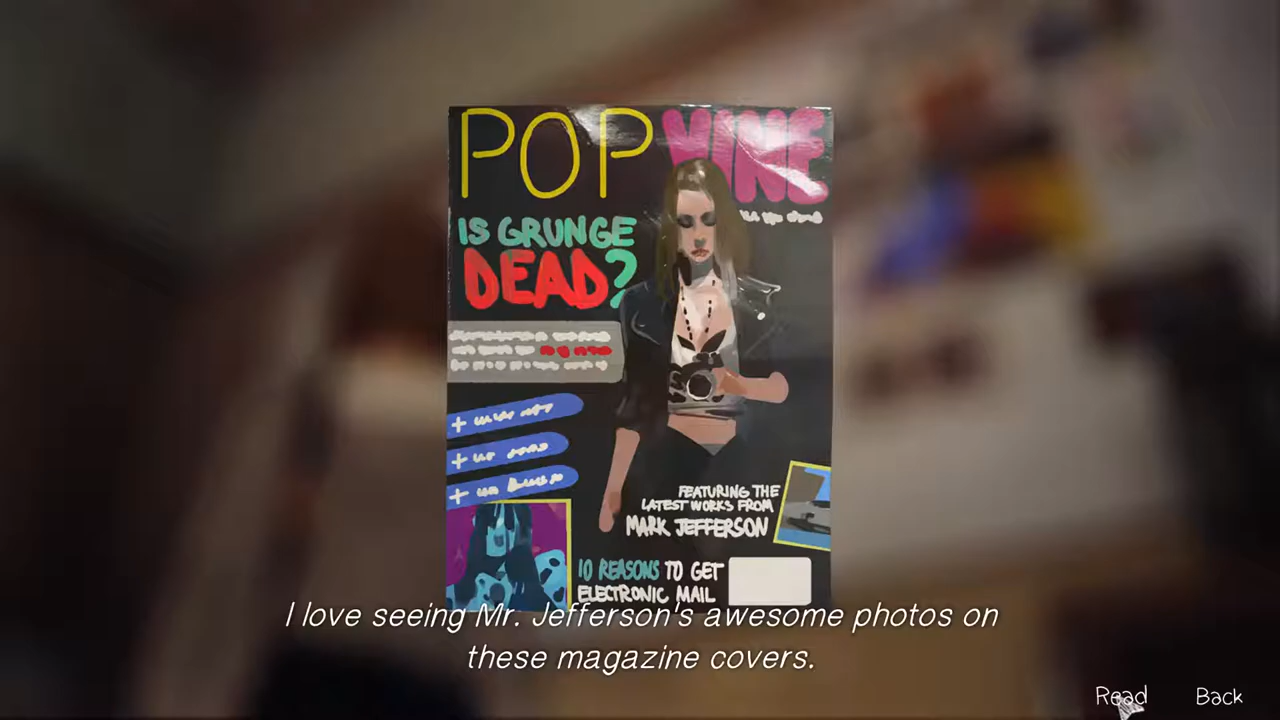 POP VINE
IS GRUNGE
DEAD?
+
+
+
FEATURING THE
LATEST WORKS FROM
MARK JEFFERSON
10 REASONS TO GET
ELECTRONIC MAIL
I love seeing Mr. Jefferson's awesome photos on
these magazine covers.
Read Back